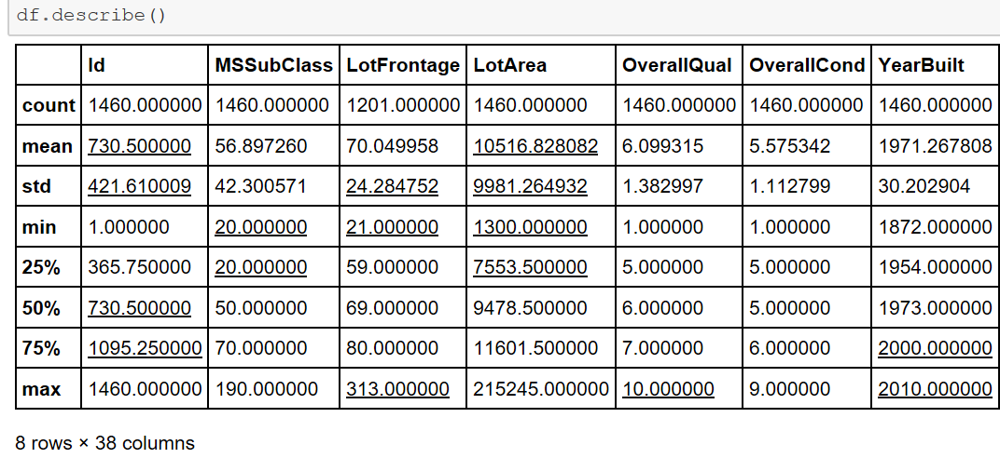 df.describe()
Id MSSubClass LotFrontage LotArea OverallQual OverallCond YearBuilt
count 1460.000000 1460.000000 1201.000000 1460.000000 1460.000000 1460.000000 1460.000000
mean 730.500000 56.897260 70.049958 10516.828082 6.099315 5.575342 1971.267808
std 421.610009 42.300571 24.284752 9981.264932 1.382997 1.112799 30.202904
min 1.000000 20.000000 21.000000 1300.000000 1.000000 1.000000 1872.000000
25% 365.750000 20.000000 59.000000 7553.500000 5.000000 5.000000 1954.000000
50% 730.500000 50.000000 69.000000 9478.500000 6.000000 5.000000 1973.000000
75% 1095.250000 70.000000 80.000000 11601.500000 7.000000 6.000000 2000.000000
max 1460.000000 190.000000 313.000000 215245.000000 10.000000 9.000000 2010.000000
8 rows × 38 columns